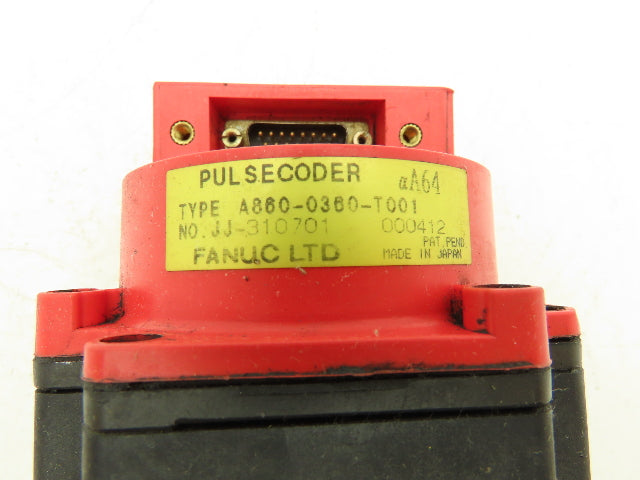 PULSECODER αA64
TYPE A860-0360-T001
NO. JJ-310701 000412
PAT. PEND
FANUC LTD MADE IN JAPAN